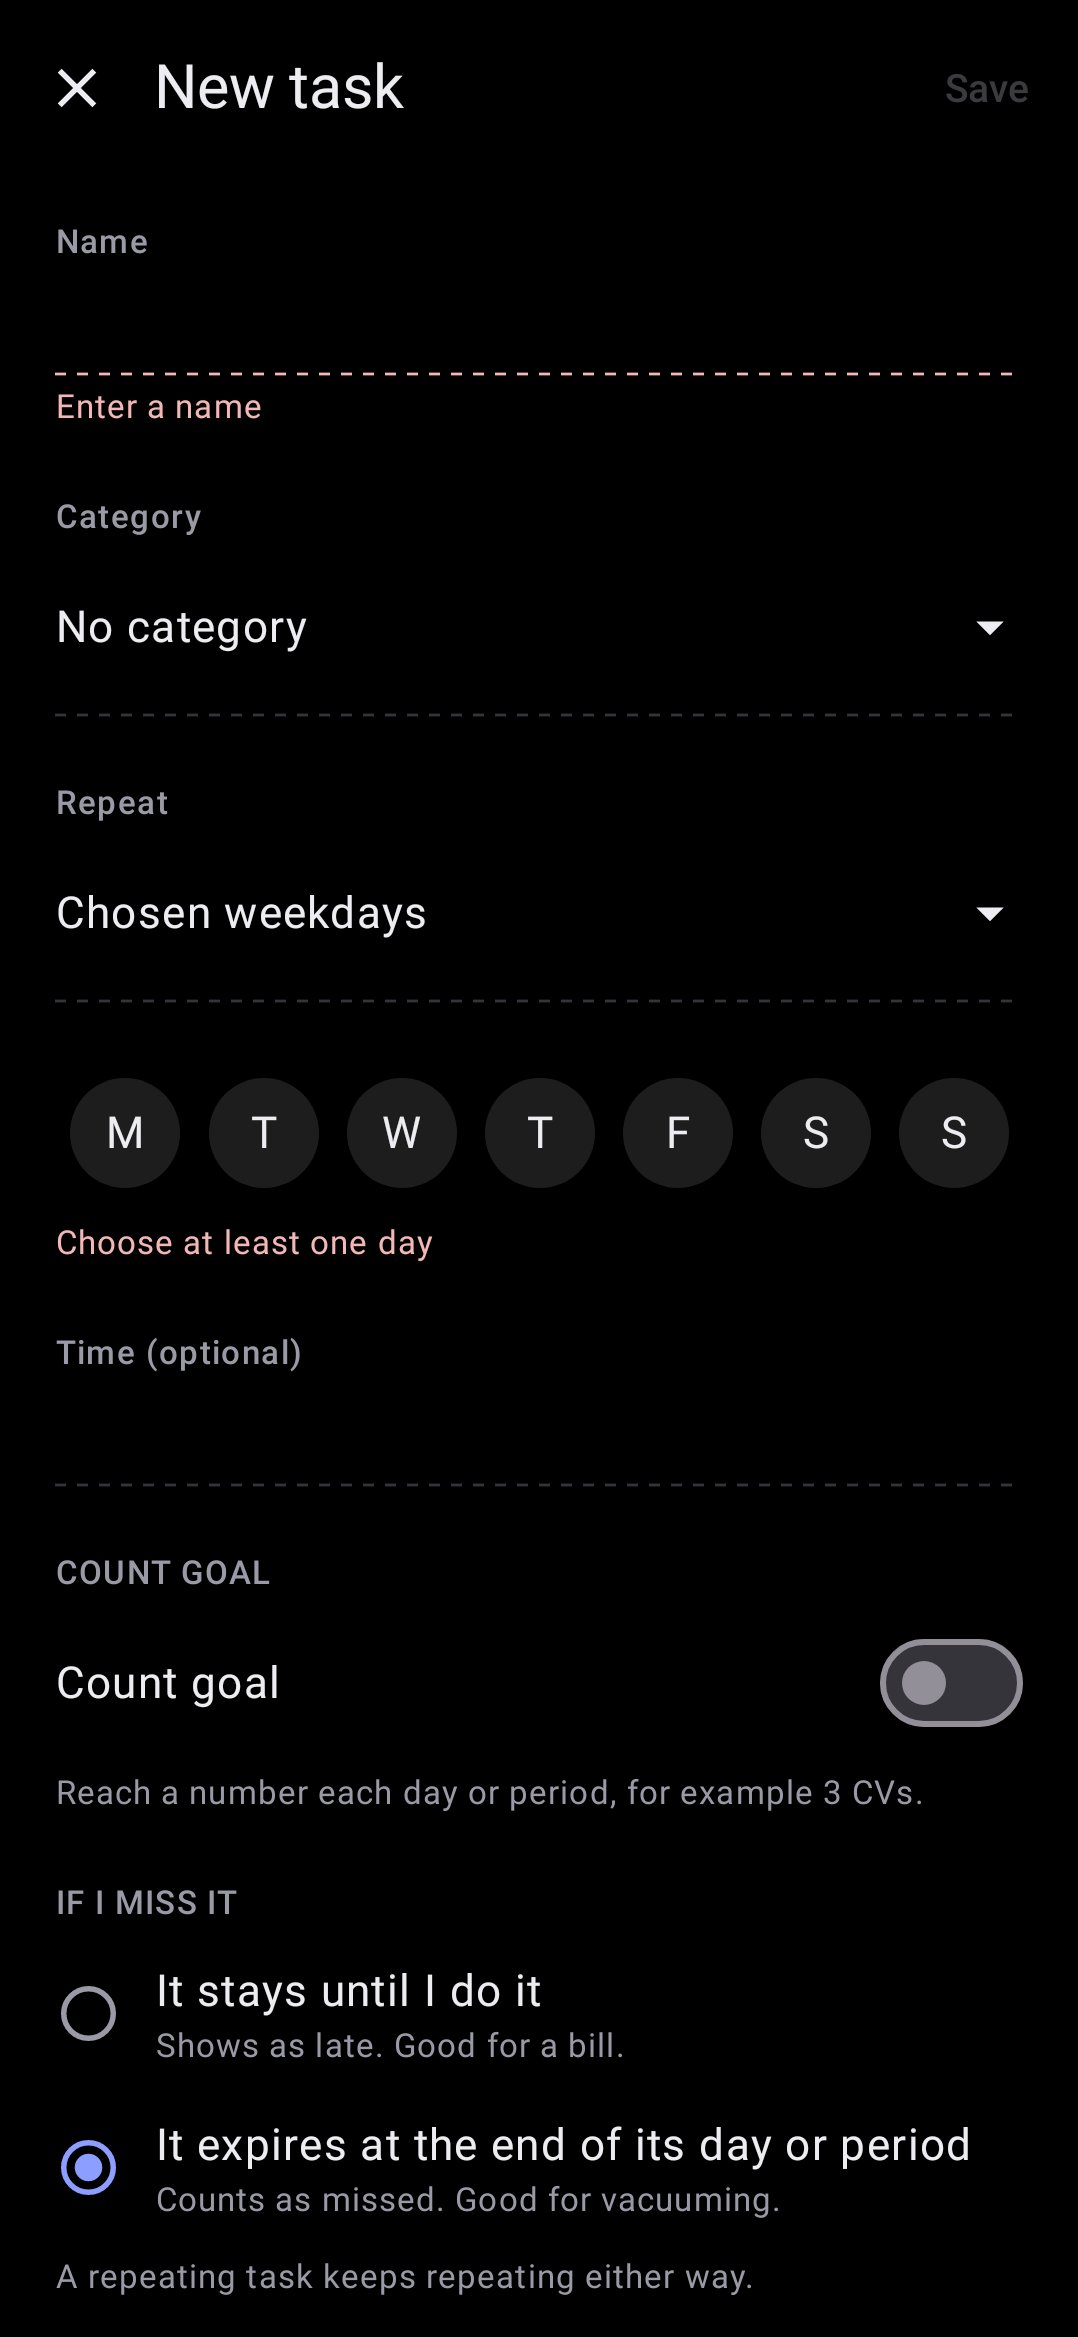 New task
Save
Name
Enter a name
Category
No category
Repeat
Chosen weekdays
M T W T F S S
Choose at least one day
Time (optional)
COUNT GOAL
Count goal
Reach a number each day or period, for example 3 CVs.
IF I MISS IT
It stays until I do it
Shows as late. Good for a bill.
It expires at the end of its day or period
Counts as missed. Good for vacuuming.
A repeating task keeps repeating either way.